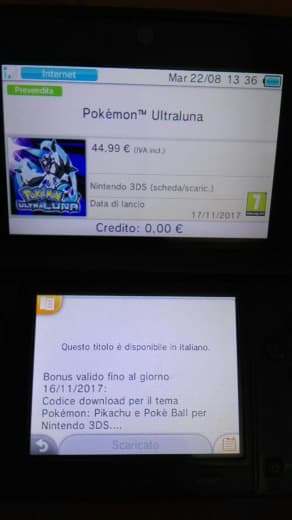 Internet
Mar 22/08 13 36
Prevendita
Pokémon™ Ultraluna
44.99 € (IVA incl.)
POKÉMON
ULTRALUNA
Nintendo 3DS (scheda/scaric.)
Data di lancio
17/11/2017
7
Credito: 0,00 €
Questo titolo è disponibile in italiano.
Bonus valido fino al giorno
16/11/2017:
Codice download per il tema
Pokémon: Pikachu e Poké Ball per
Nintendo 3DS....
Scaricato